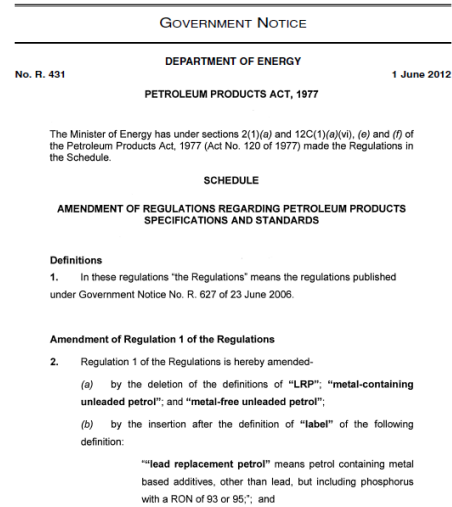 GOVERNMENT NOTICE
DEPARTMENT OF ENERGY
No. R. 431
1 June 2012
PETROLEUM PRODUCTS ACT, 1977
The Minister of Energy has under sections 2(1)(a) and 12C(1)(a)(vi), (e) and (f) of
the Petroleum Products Act, 1977 (Act No. 120 of 1977) made the Regulations in
the Schedule.
SCHEDULE
AMENDMENT OF REGULATIONS REGARDING PETROLEUM PRODUCTS
SPECIFICATIONS AND STANDARDS
Definitions
1. In these regulations "the Regulations" means the regulations published
under Government Notice No. R. 627 of 23 June 2006.
Amendment of Regulation 1 of the Regulations
2. Regulation 1 of the Regulations is hereby amended-
(a) by the deletion of the definitions of "LRP"; "metal-containing
unleaded petrol"; and "metal-free unleaded petrol";
(b) by the insertion after the definition of "label" of the following
definition:
""lead replacement petrol" means petrol containing metal
based additives, other than lead, but including phosphorus
with a RON of 93 or 95;"; and